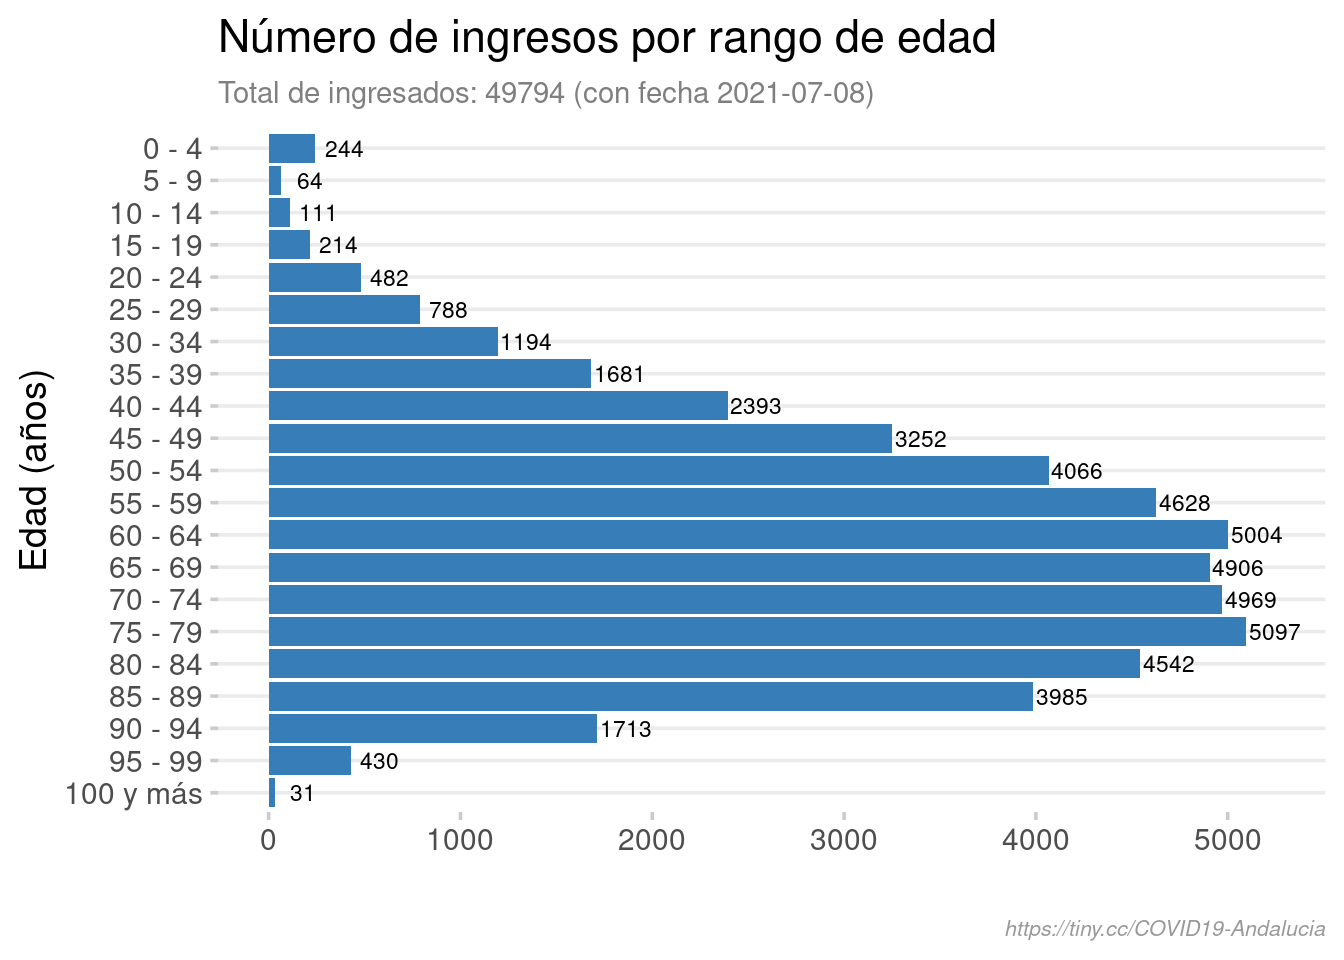 Número de ingresos por rango de edad
Total de ingresados: 49794 (con fecha 2021-07-08)
Edad (años)
0 - 4 244
5 - 9 64
10 - 14 111
15 - 19 214
20 - 24 482
25 - 29 788
30 - 34 1194
35 - 39 1681
40 - 44 2393
45 - 49 3252
50 - 54 4066
55 - 59 4628
60 - 64 5004
65 - 69 4906
70 - 74 4969
75 - 79 5097
80 - 84 4542
85 - 89 3985
90 - 94 1713
95 - 99 430
100 y más 31
0 1000 2000 3000 4000 5000
https://tiny.cc/COVID19-Andalucia